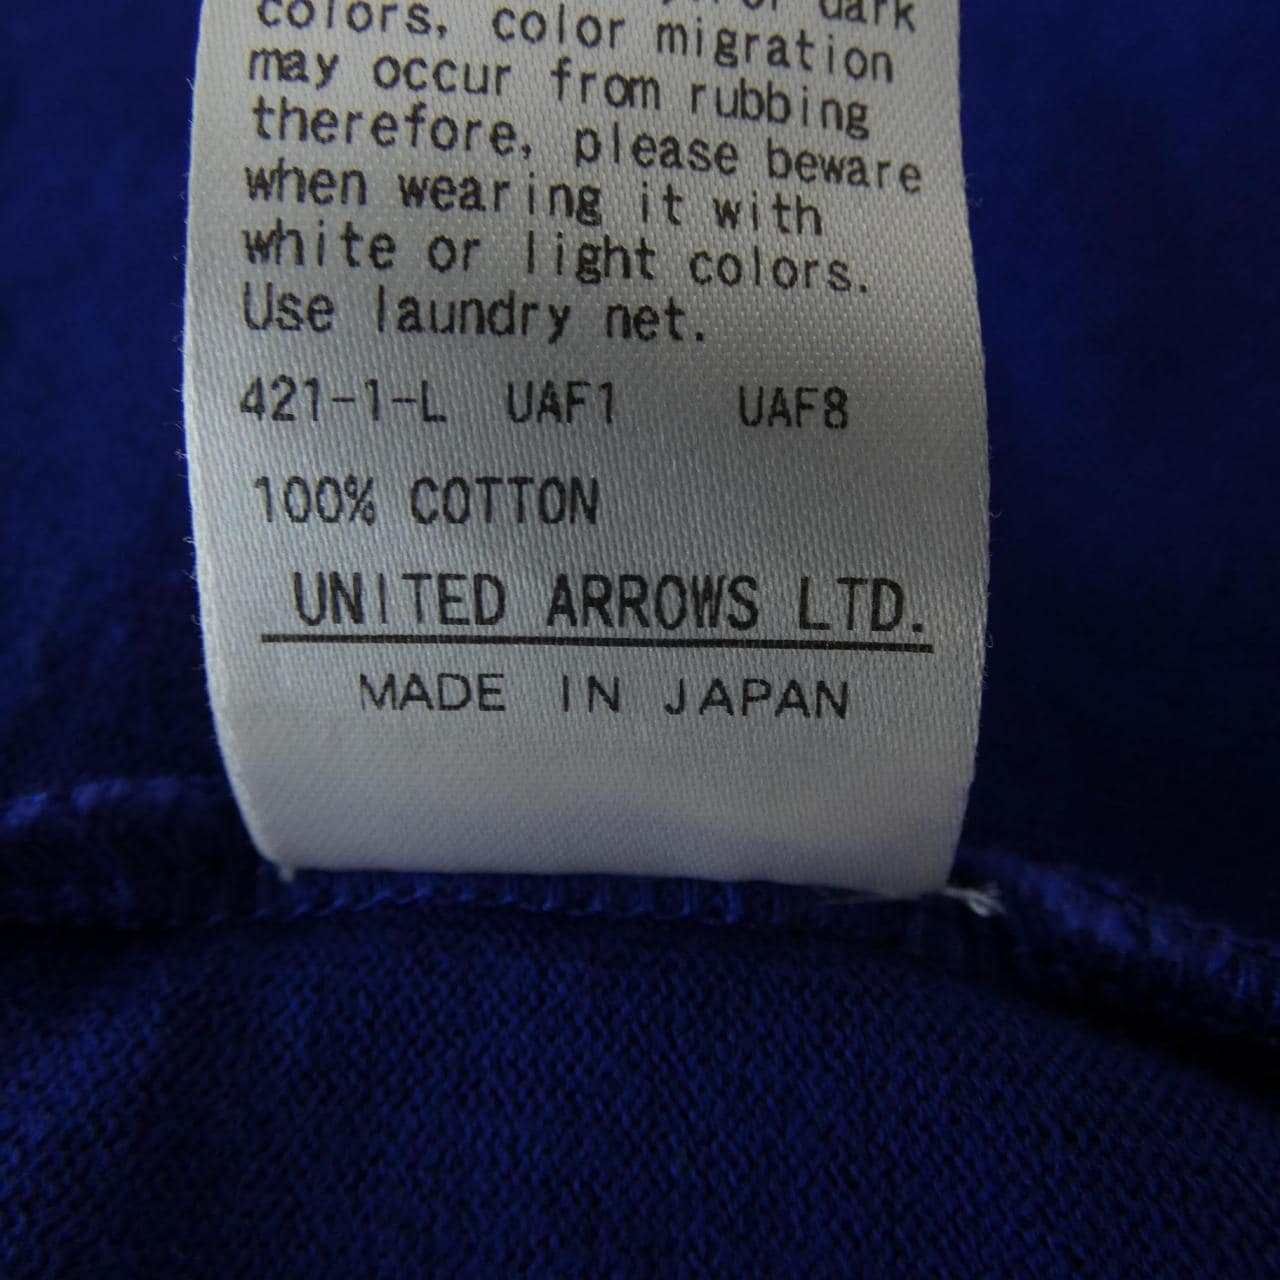 dark
colors, color migration
may occur from rubbing
therefore, please beware
when wearing it with
white or light colors.
Use laundry net.
421-1-L UAF1 UAF8
100% COTTON
UNITED ARROWS LTD.
MADE IN JAPAN